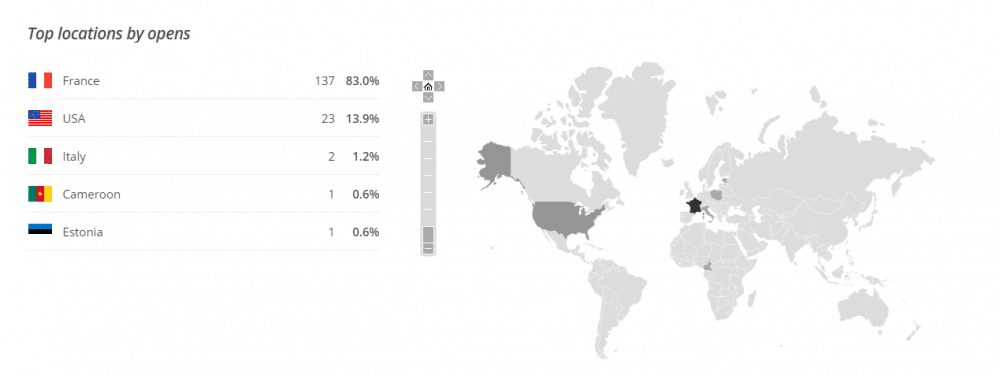 Top locations by opens
France 137 83.0%
USA 23 13.9%
Italy 2 1.2%
Cameroon 1 0.6%
Estonia 1 0.6%